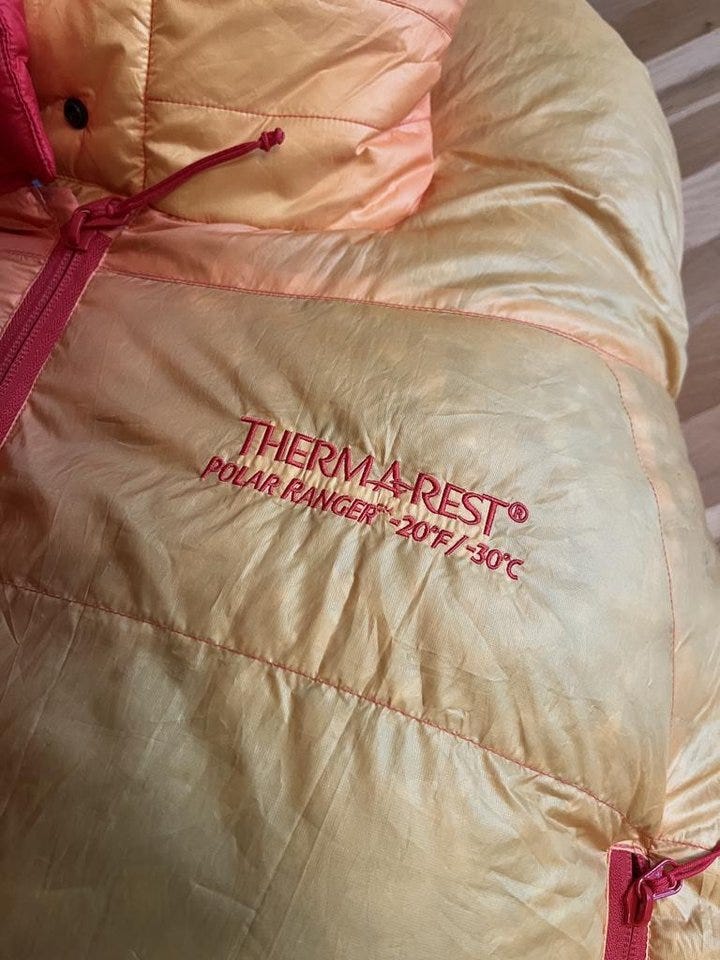 THERM-A-REST®
POLAR RANGER™ -20°F/-30°C